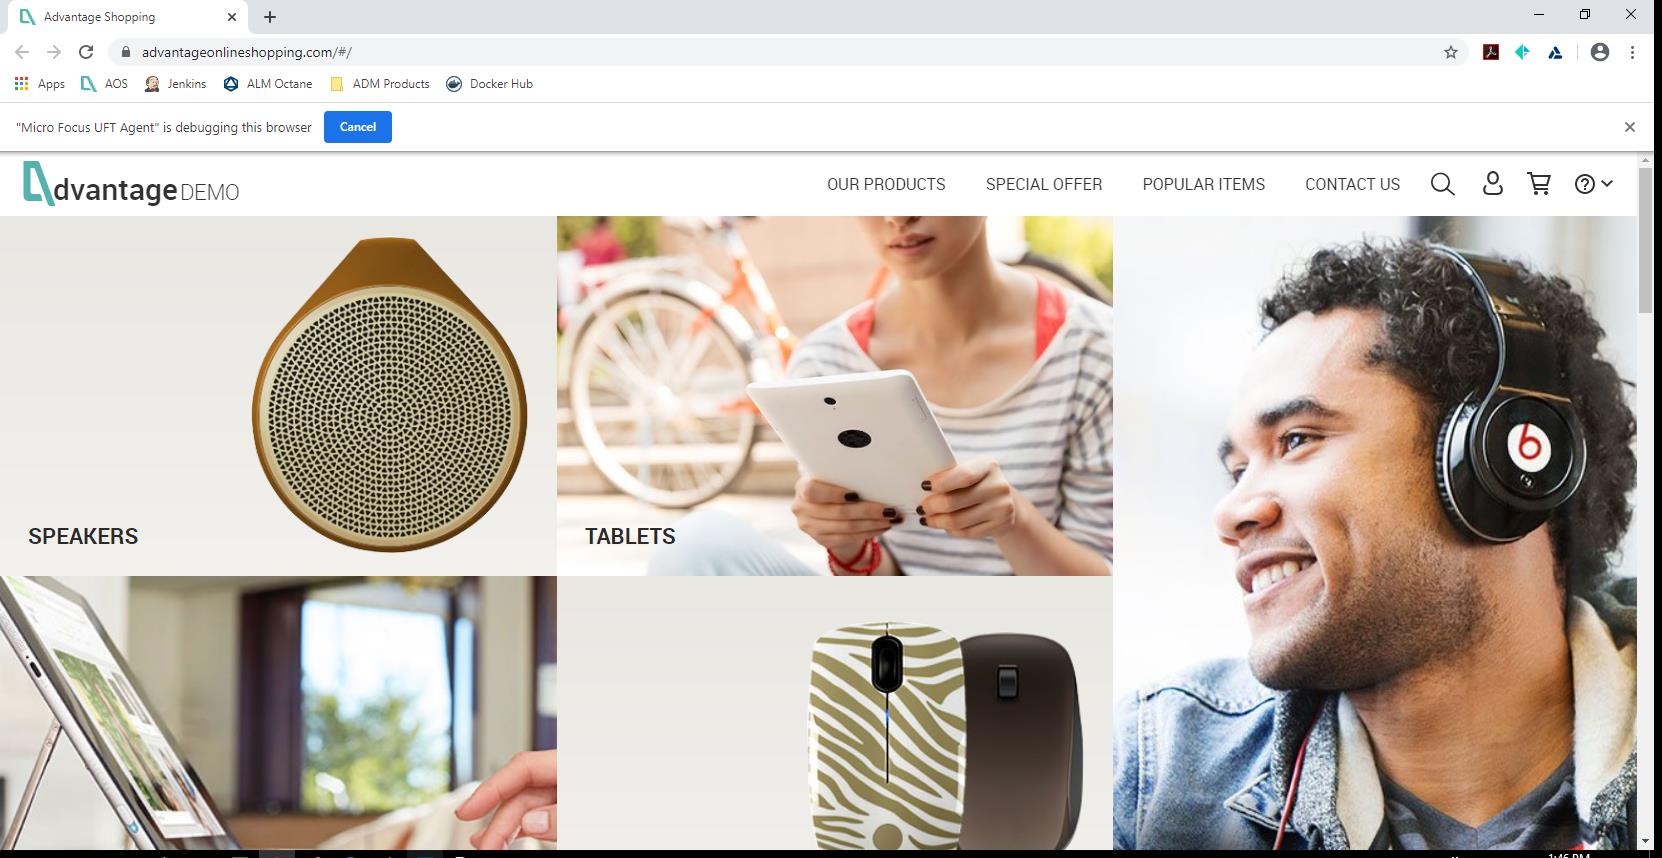 Advantage Shopping
advantageonlineshopping.com/#/
Apps AOS Jenkins ALM Octane ADM Products Docker Hub
"Micro Focus UFT Agent" is debugging this browser Cancel
dvantage DEMO OUR PRODUCTS SPECIAL OFFER POPULAR ITEMS CONTACT US
b
SPEAKERS TABLETS